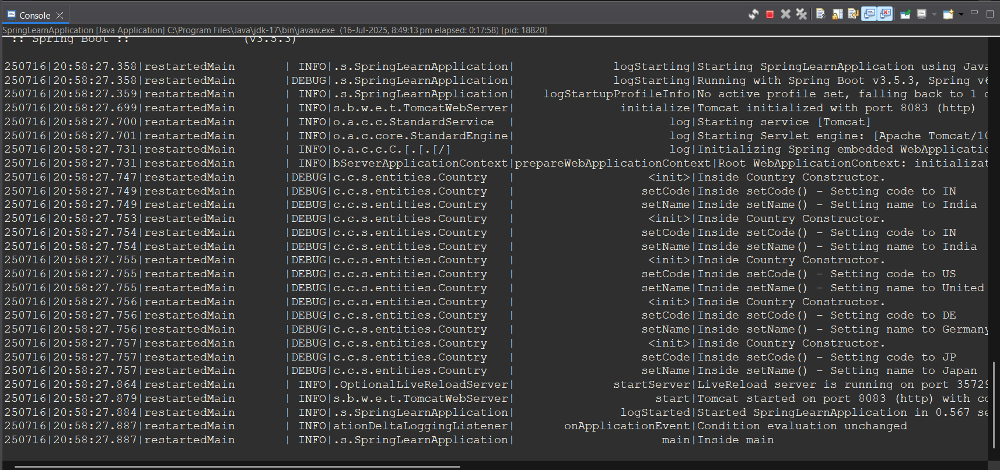 Console
SpringLearnApplication [Java Application] C:\Program Files\Java\jdk-17\bin\javaw.exe (16-Jul-2025, 8:49:13 pm elapsed: 0:17:58) [pid: 18820]
:: Spring Boot :: (v3.5.3)
250716|20:58:27.358|restartedMain | INFO|.s.SpringLearnApplication| logStarting|Starting SpringLearnApplication using Java
250716|20:58:27.358|restartedMain |DEBUG|.s.SpringLearnApplication| logStarting|Running with Spring Boot v3.5.3, Spring v6
250716|20:58:27.359|restartedMain | INFO|.s.SpringLearnApplication| logStartupProfileInfo|No active profile set, falling back to 1
250716|20:58:27.699|restartedMain | INFO|s.b.w.e.t.TomcatWebServer| initialize|Tomcat initialized with port 8083 (http)
250716|20:58:27.700|restartedMain | INFO|o.a.c.c.StandardService | log|Starting service [Tomcat]
250716|20:58:27.701|restartedMain | INFO|o.a.c.core.StandardEngine| log|Starting Servlet engine: [Apache Tomcat/10
250716|20:58:27.731|restartedMain | INFO|o.a.c.c.C.[.[.[/] | log|Initializing Spring embedded WebApplicatio
250716|20:58:27.731|restartedMain | INFO|bServerApplicationContext|prepareWebApplicationContext|Root WebApplicationContext: initializat
250716|20:58:27.747|restartedMain |DEBUG|c.c.s.entities.Country | <init>|Inside Country Constructor.
250716|20:58:27.749|restartedMain |DEBUG|c.c.s.entities.Country | setCode|Inside setCode() - Setting code to IN
250716|20:58:27.749|restartedMain |DEBUG|c.c.s.entities.Country | setName|Inside setName() - Setting name to India
250716|20:58:27.753|restartedMain |DEBUG|c.c.s.entities.Country | <init>|Inside Country Constructor.
250716|20:58:27.754|restartedMain |DEBUG|c.c.s.entities.Country | setCode|Inside setCode() - Setting code to IN
250716|20:58:27.754|restartedMain |DEBUG|c.c.s.entities.Country | setName|Inside setName() - Setting name to India
250716|20:58:27.755|restartedMain |DEBUG|c.c.s.entities.Country | <init>|Inside Country Constructor.
250716|20:58:27.755|restartedMain |DEBUG|c.c.s.entities.Country | setCode|Inside setCode() - Setting code to US
250716|20:58:27.755|restartedMain |DEBUG|c.c.s.entities.Country | setName|Inside setName() - Setting name to United
250716|20:58:27.756|restartedMain |DEBUG|c.c.s.entities.Country | <init>|Inside Country Constructor.
250716|20:58:27.756|restartedMain |DEBUG|c.c.s.entities.Country | setCode|Inside setCode() - Setting code to DE
250716|20:58:27.756|restartedMain |DEBUG|c.c.s.entities.Country | setName|Inside setName() - Setting name to Germany
250716|20:58:27.757|restartedMain |DEBUG|c.c.s.entities.Country | <init>|Inside Country Constructor.
250716|20:58:27.757|restartedMain |DEBUG|c.c.s.entities.Country | setCode|Inside setCode() - Setting code to JP
250716|20:58:27.757|restartedMain |DEBUG|c.c.s.entities.Country | setName|Inside setName() - Setting name to Japan
250716|20:58:27.864|restartedMain | INFO|.OptionalLiveReloadServer| startServer|LiveReload server is running on port 35729
250716|20:58:27.879|restartedMain | INFO|s.b.w.e.t.TomcatWebServer| start|Tomcat started on port 8083 (http) with co
250716|20:58:27.884|restartedMain | INFO|.s.SpringLearnApplication| logStarted|Started SpringLearnApplication in 0.567 se
250716|20:58:27.887|restartedMain | INFO|ationDeltaLoggingListener| onApplicationEvent|Condition evaluation unchanged
250716|20:58:27.887|restartedMain | INFO|.s.SpringLearnApplication| main|Inside main